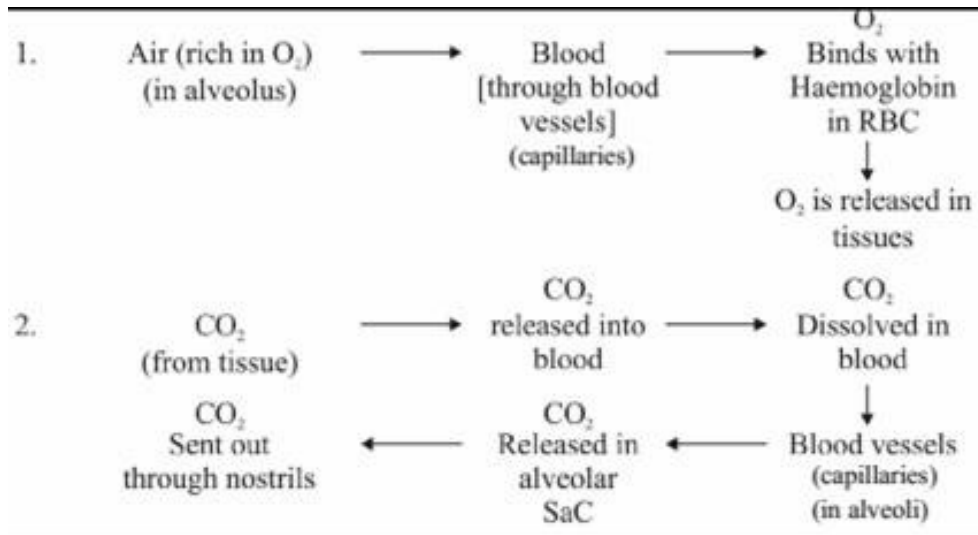 1. Air (rich in O₂) → Blood → O₂
(in alveolus) [through blood Binds with
vessels] Haemoglobin
(capillaries) in RBC
↓
O₂ is released in
tissues
2. CO₂ → CO₂ → CO₂
(from tissue) released into Dissolved in
blood blood
↓
CO₂ ← CO₂ ← Blood vessels
Sent out Released in (capillaries)
through nostrils alveolar (in alveoli)
SaC